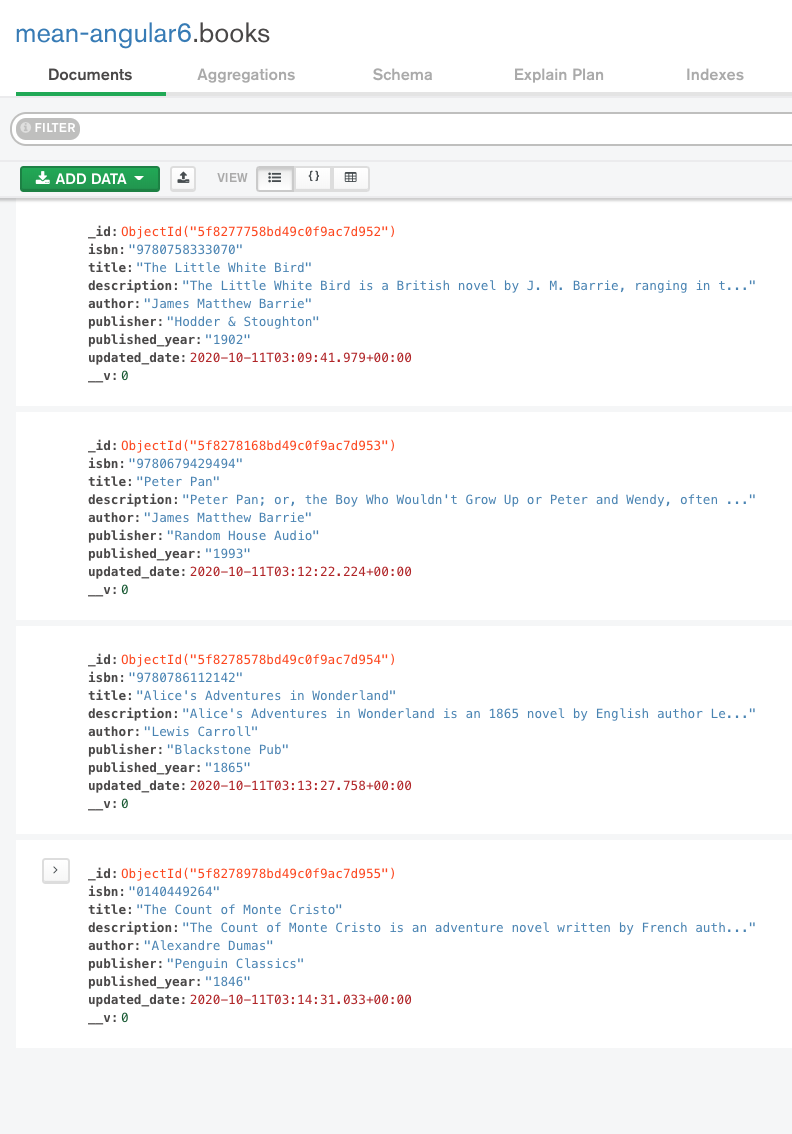 mean-angular6.books
Documents Aggregations Schema Explain Plan Indexes
FILTER
ADD DATA VIEW { }
_id: ObjectId("5f8277758bd49c0f9ac7d952")
isbn: "9780758333070"
title: "The Little White Bird"
description: "The Little White Bird is a British novel by J. M. Barrie, ranging in t..."
author: "James Matthew Barrie"
publisher: "Hodder & Stoughton"
published_year: "1902"
updated_date: 2020-10-11T03:09:41.979+00:00
__v: 0
_id: ObjectId("5f8278168bd49c0f9ac7d953")
isbn: "9780679429494"
title: "Peter Pan"
description: "Peter Pan; or, the Boy Who Wouldn't Grow Up or Peter and Wendy, often ..."
author: "James Matthew Barrie"
publisher: "Random House Audio"
published_year: "1993"
updated_date: 2020-10-11T03:12:22.224+00:00
__v: 0
_id: ObjectId("5f8278578bd49c0f9ac7d954")
isbn: "9780786112142"
title: "Alice's Adventures in Wonderland"
description: "Alice's Adventures in Wonderland is an 1865 novel by English author Le..."
author: "Lewis Carroll"
publisher: "Blackstone Pub"
published_year: "1865"
updated_date: 2020-10-11T03:13:27.758+00:00
__v: 0
_id: ObjectId("5f8278978bd49c0f9ac7d955")
isbn: "0140449264"
title: "The Count of Monte Cristo"
description: "The Count of Monte Cristo is an adventure novel written by French auth..."
author: "Alexandre Dumas"
publisher: "Penguin Classics"
published_year: "1846"
updated_date: 2020-10-11T03:14:31.033+00:00
__v: 0